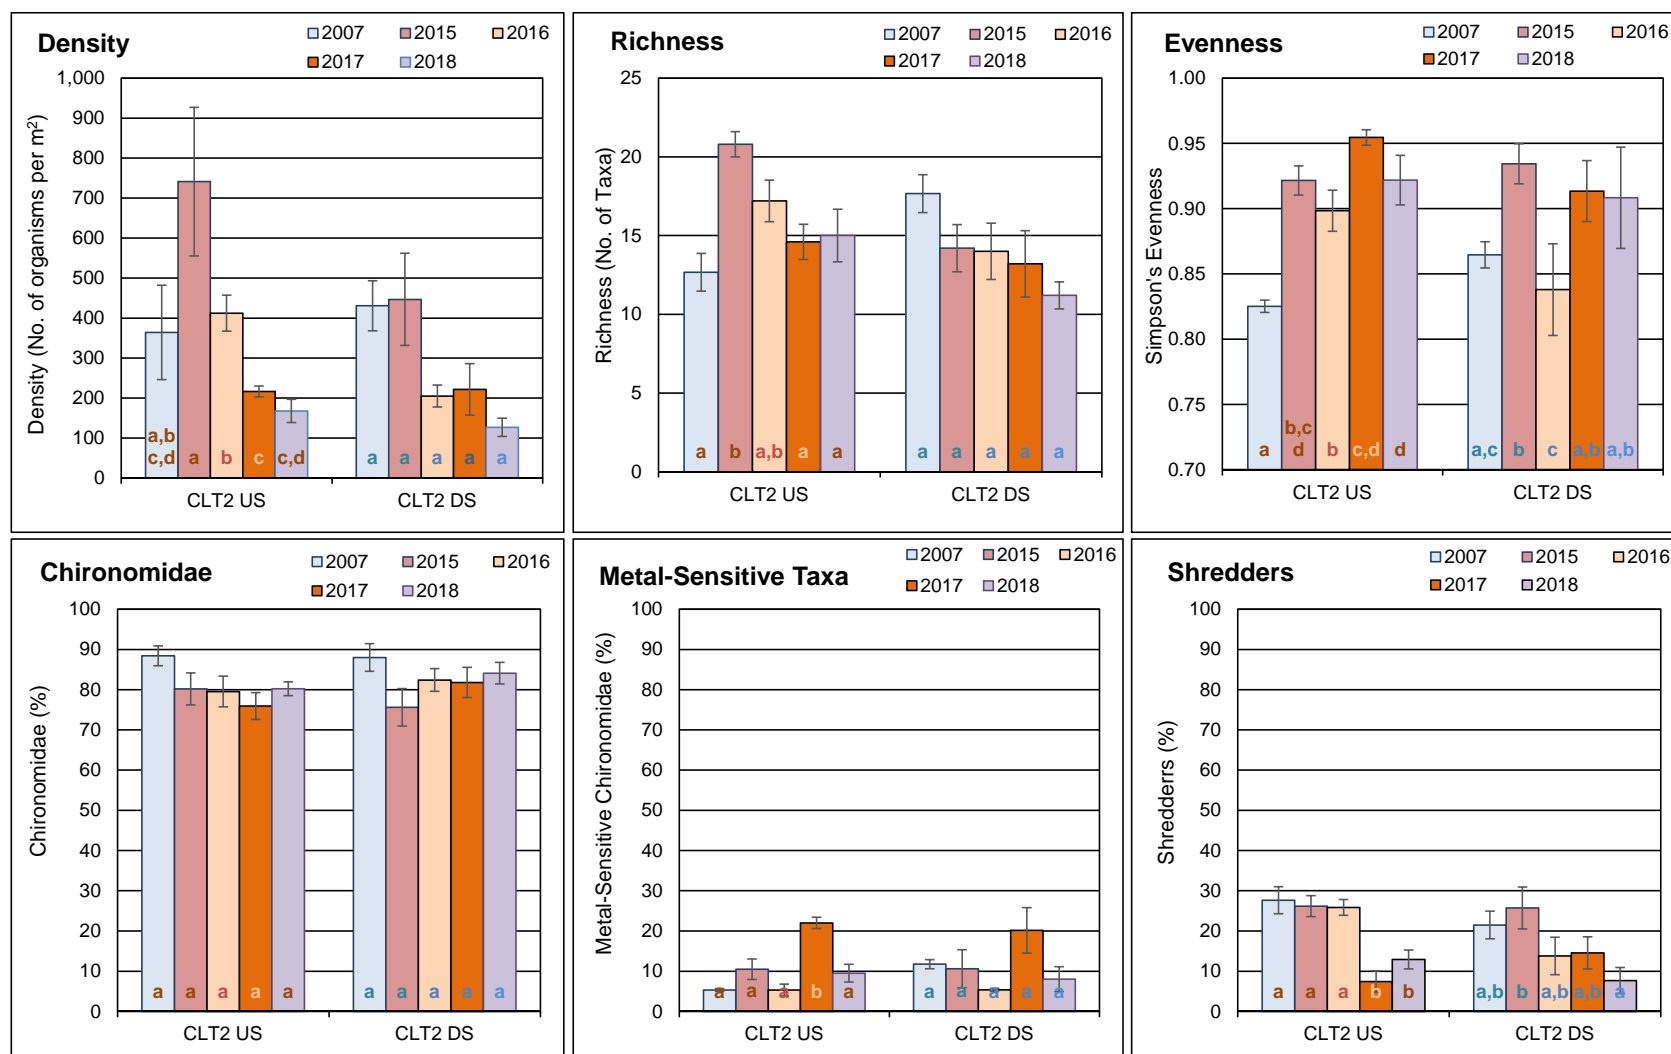 Density
2007 2015 2016
2017 2018
Density (No. of organisms per m²)
1,000
900
800
700
600
500
400
300
200
100
0
a,b
c,d a b c c,d a a a a a
CLT2 US CLT2 DS
Richness
2007 2015 2016
2017 2018
Richness (No. of Taxa)
25
20
15
10
5
0
a b a,b a a a a a a a
CLT2 US CLT2 DS
Evenness
2007 2015 2016
2017 2018
Simpson's Evenness
1.00
0.95
0.90
0.85
0.80
0.75
0.70
b,c
a d b c,d d a,c b c a,b a,b
CLT2 US CLT2 DS
Chironomidae
2007 2015 2016
2017 2018
Chironomidae (%)
100
90
80
70
60
50
40
30
20
10
0
a a a a a a a a a a
CLT2 US CLT2 DS
Metal-Sensitive Taxa
2007 2015 2016
2017 2018
Metal-Sensitive Chironomidae (%)
100
90
80
70
60
50
40
30
20
10
0
a a a b a a a a a a
CLT2 US CLT2 DS
Shredders
2007 2015 2016
2017 2018
Shredderrs (%)
100
90
80
70
60
50
40
30
20
10
0
a a a b b a,b b a,b a,b a
CLT2 US CLT2 DS